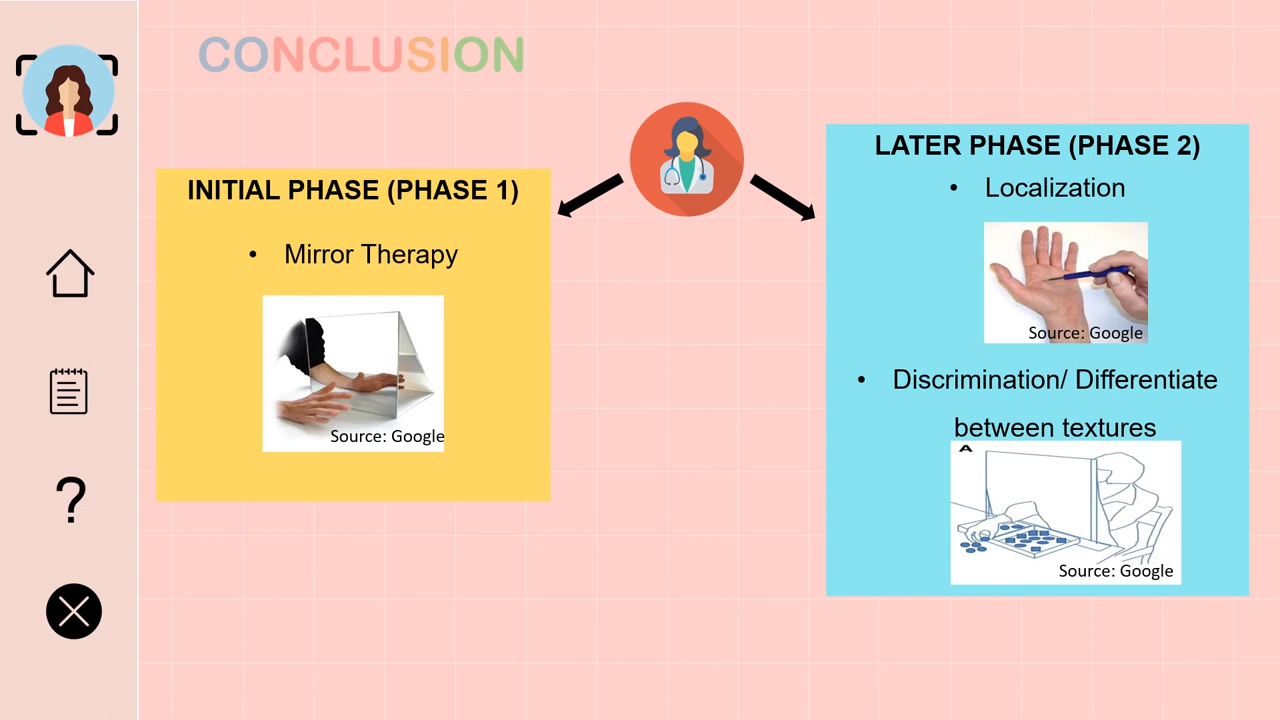 CONCLUSION
INITIAL PHASE (PHASE 1)
• Mirror Therapy
Source: Google
LATER PHASE (PHASE 2)
• Localization
Source: Google
• Discrimination/ Differentiate
between textures
A
Source: Google
?